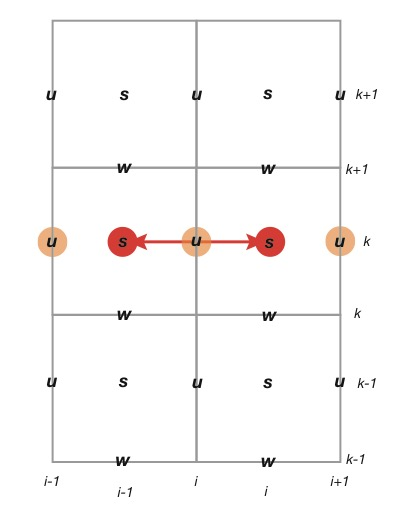 u s u s u k+1
w w k+1
u s u s u k
w w k
u s u s u k-1
w w k-1
i-1 i i+1
i-1 i